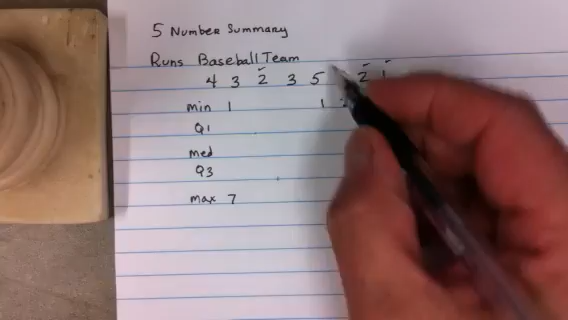 5 Number Summary
Runs Baseball Team
4 3 2 3 5 2 1
min 1 1
Q1
med
Q3
max 7